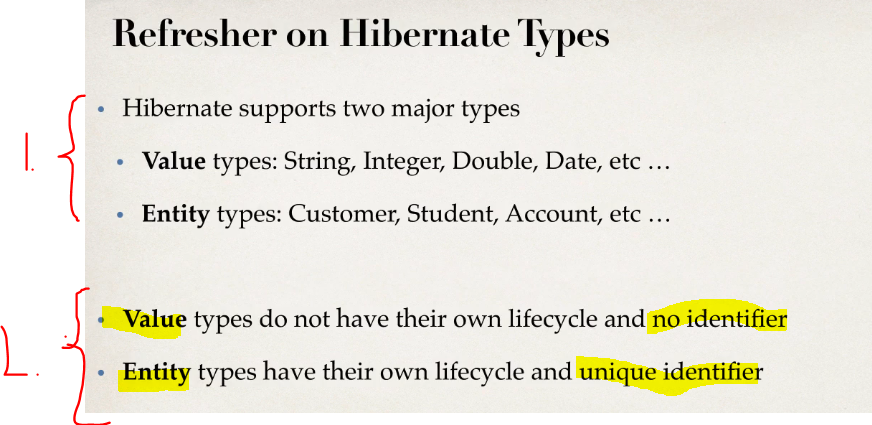 Refresher on Hibernate Types
1.
• Hibernate supports two major types
• Value types: String, Integer, Double, Date, etc …
• Entity types: Customer, Student, Account, etc …
2.
• Value types do not have their own lifecycle and no identifier
• Entity types have their own lifecycle and unique identifier